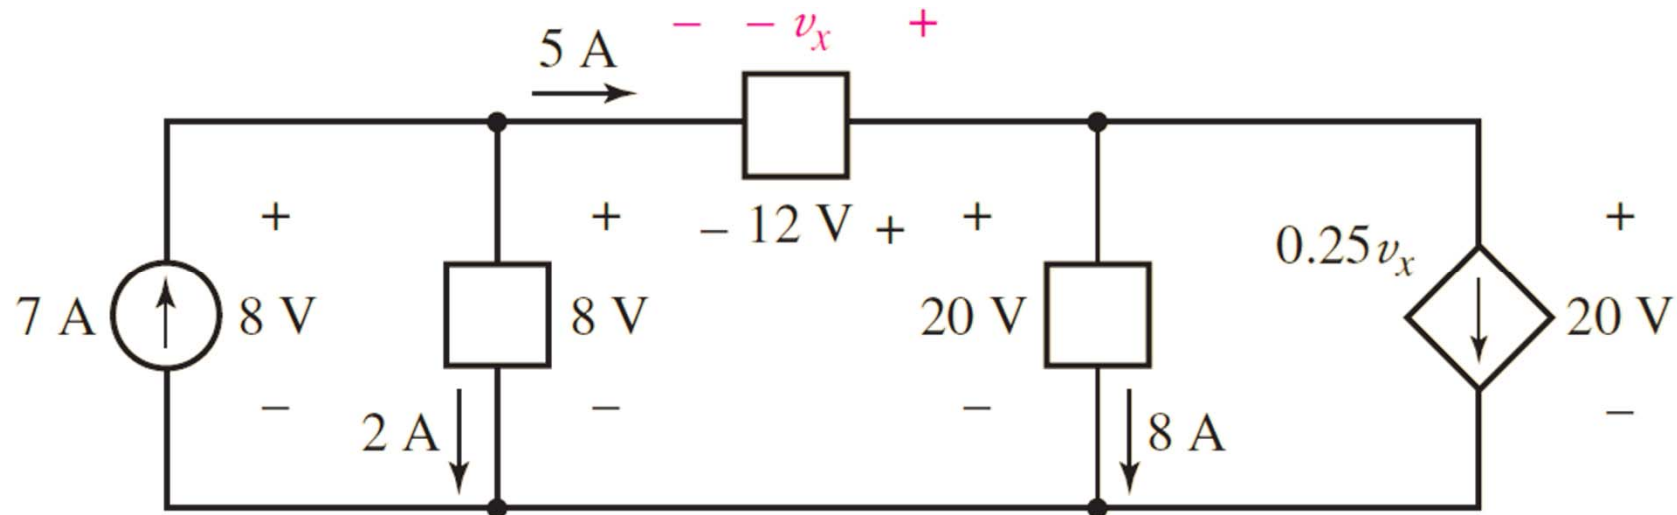 − − vₓ +
5 A
+ + − 12 V + + 0.25vₓ +
7 A 8 V 8 V 20 V 20 V
− − − −
2 A 8 A